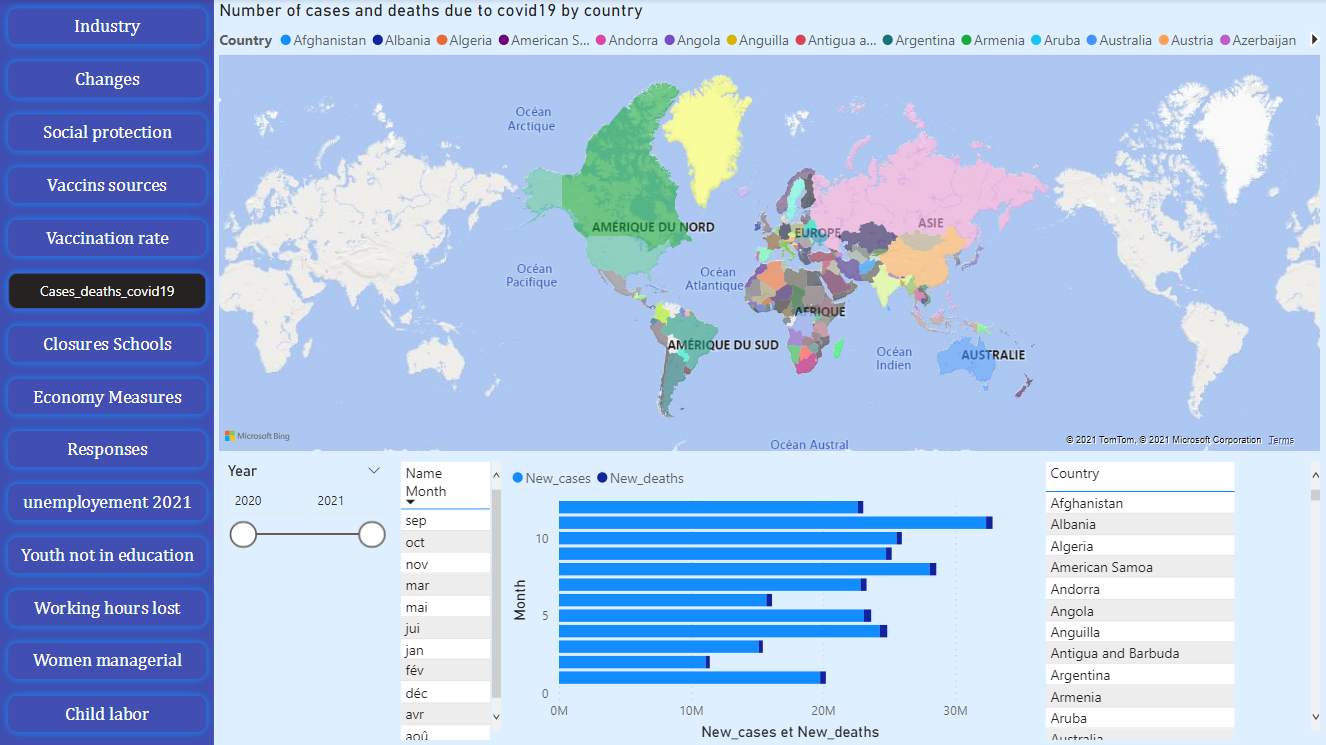 Industry
Changes
Social protection
Vaccins sources
Vaccination rate
Cases_deaths_covid19
Closures Schools
Economy Measures
Responses
unemployement 2021
Youth not in education
Working hours lost
Women managerial
Child labor
Number of cases and deaths due to covid19 by country
Country Afghanistan Albania Algeria American S... Andorra Angola Anguilla Antigua a... Argentina Armenia Aruba Australia Austria Azerbaijan
Océan
Arctique
AMÉRIQUE DU NORD
EUROPE
ASIE
Océan
Pacifique
Océan
Atlantique
AFRIQUE
AMÉRIQUE DU SUD
Océan
Indien
AUSTRALIE
Océan Austral
Microsoft Bing
© 2021 TomTom, © 2021 Microsoft Corporation Terms
Year
2020 2021
Name
Month
sep
oct
nov
mar
mai
jui
jan
fév
déc
avr
aoû
New_cases New_deaths
Month
10
5
0
0M 10M 20M 30M
New_cases et New_deaths
Country
Afghanistan
Albania
Algeria
American Samoa
Andorra
Angola
Anguilla
Antigua and Barbuda
Argentina
Armenia
Aruba
Australia